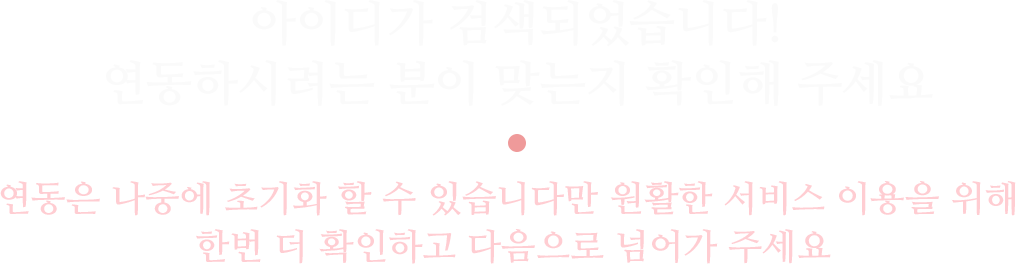 아이디가 검색되었습니다!
연동하시려는 분이 맞는지 확인해 주세요
연동은 나중에 초기화 할 수 있습니다만 원활한 서비스 이용을 위해
한번 더 확인하고 다음으로 넘어가 주세요